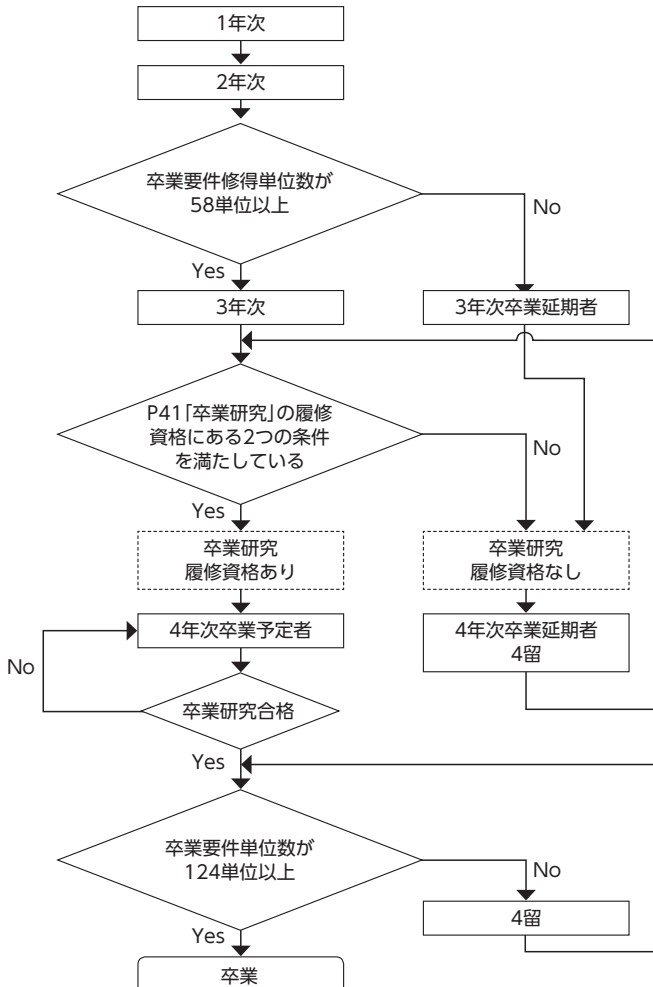 1年次
2年次
卒業要件修得単位数が
58単位以上
No
Yes
3年次
3年次卒業延期者
P41「卒業研究」の履修
資格にある2つの条件
を満たしている
No
Yes
卒業研究
履修資格あり
卒業研究
履修資格なし
4年次卒業予定者
4年次卒業延期者
4留
No
卒業研究合格
Yes
卒業要件単位数が
124単位以上
No
4留
Yes
卒業